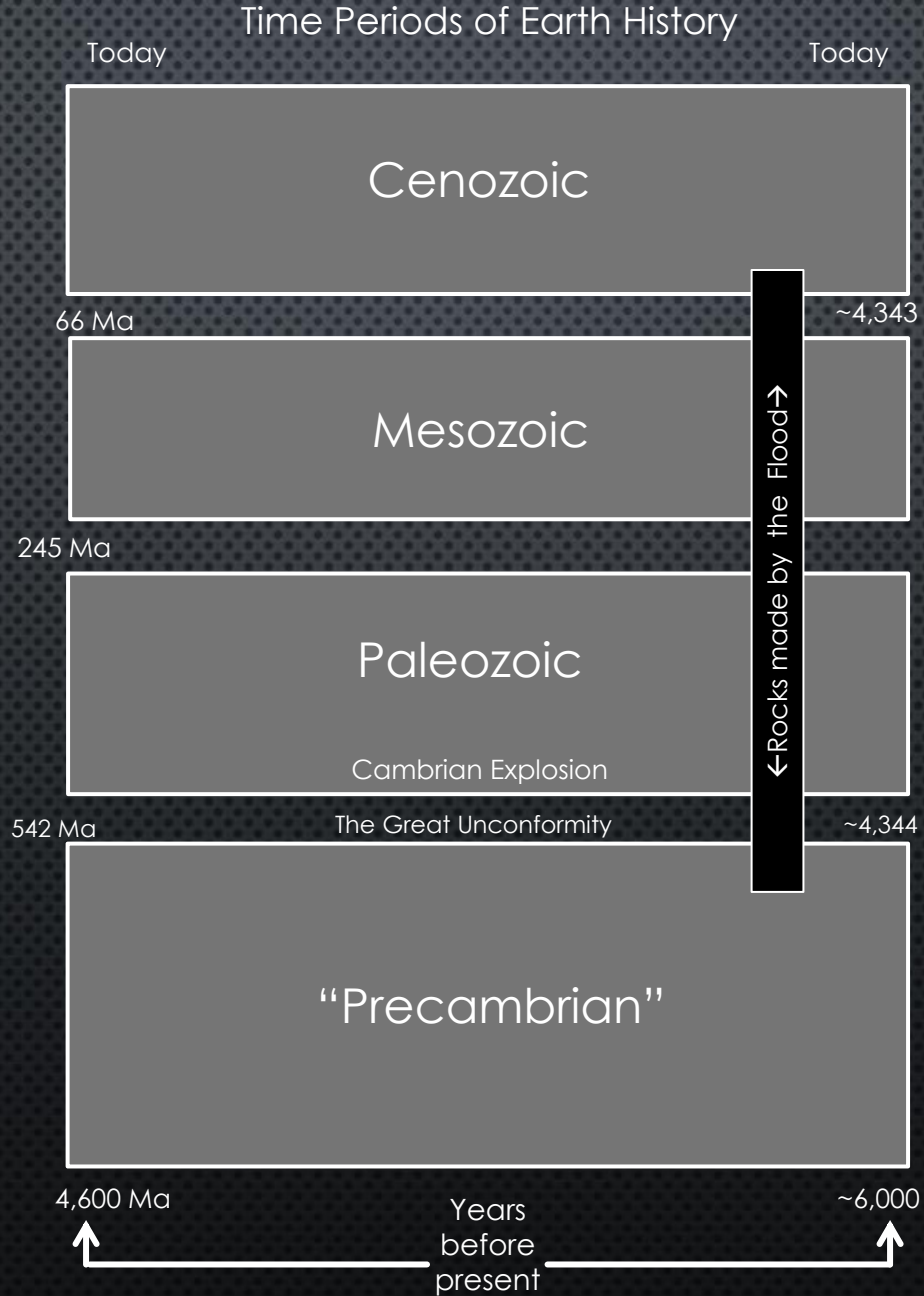 Time Periods of Earth History
Today
Today
Cenozoic
66 Ma
~4,343
Mesozoic
245 Ma
Paleozoic
Cambrian Explosion
←Rocks made by the Flood→
542 Ma
The Great Unconformity
~4,344
“Precambrian”
4,600 Ma
~6,000
Years
before
present